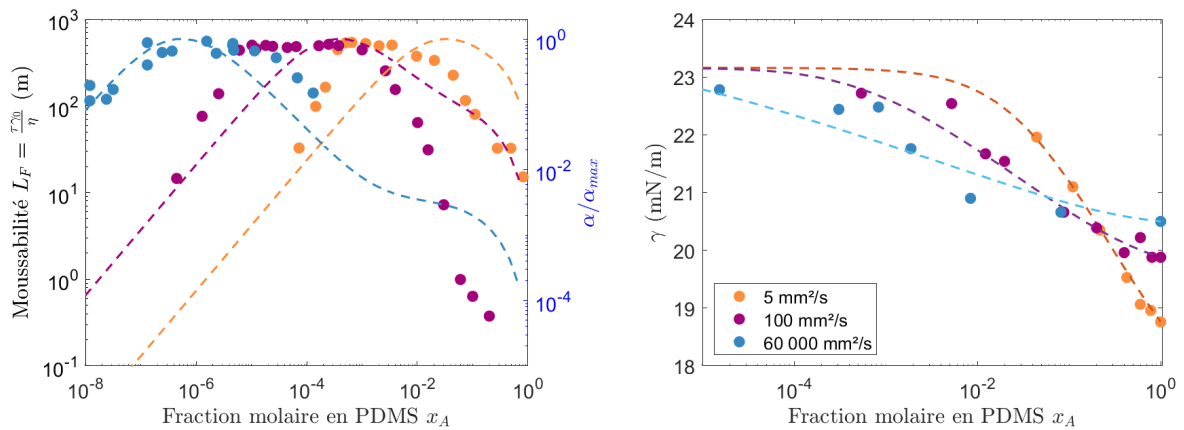 10^3
10^2
10^1
10^0
10^-1
Moussabilité L_F = τγ_0/η (m)
10^-8
10^-6
10^-4
10^-2
10^0
Fraction molaire en PDMS x_A
10^0
10^-2
10^-4
α/α_max
24
23
22
21
20
19
18
γ (mN/m)
5 mm²/s
100 mm²/s
60 000 mm²/s
10^-4
10^-2
10^0
Fraction molaire en PDMS x_A